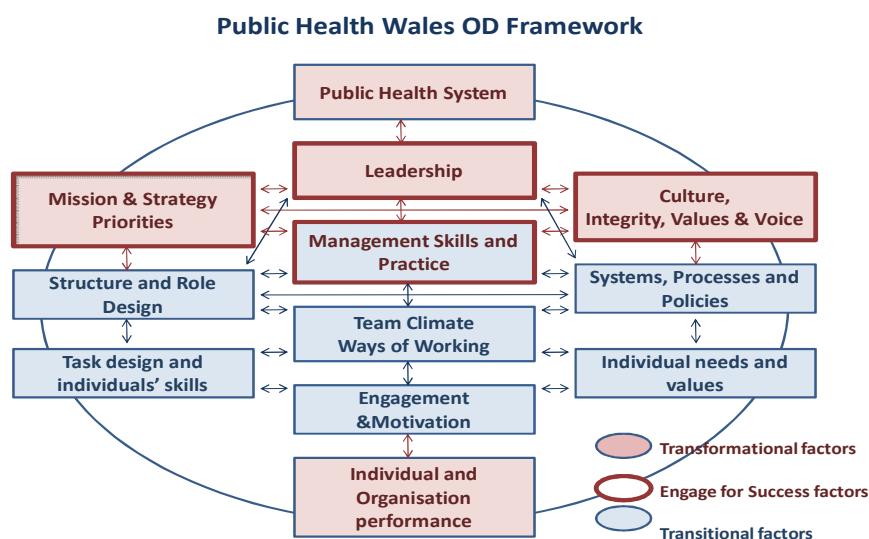 Public Health Wales OD Framework
Public Health System
Leadership
Mission & Strategy
Priorities
Culture,
Integrity, Values & Voice
Management Skills and
Practice
Structure and Role
Design
Systems, Processes and
Policies
Team Climate
Ways of Working
Task design and
individuals’ skills
Individual needs and
values
Engagement
&Motivation
Individual and
Organisation
performance
Transformational factors
Engage for Success factors
Transitional factors